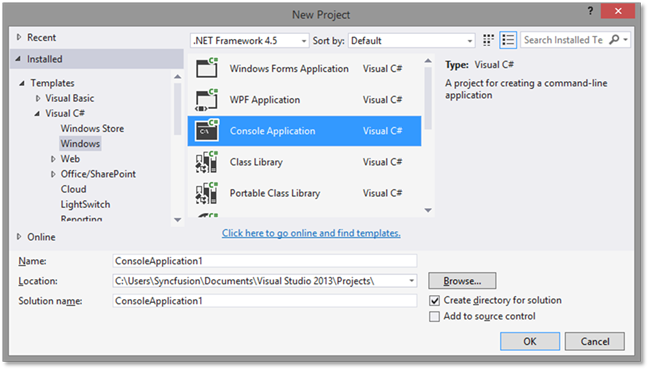 New Project
Recent
.NET Framework 4.5
Sort by:
Default
Search Installed Te
Installed
Templates
Visual Basic
Visual C#
Windows Store
Windows
Web
Office/SharePoint
Cloud
LightSwitch
Reporting
Online
Windows Forms Application
Visual C#
WPF Application
Visual C#
Console Application
Visual C#
Class Library
Visual C#
Portable Class Library
Visual C#
Click here to go online and find templates.
Type: Visual C#
A project for creating a command-line
application
Name:
ConsoleApplication1
Location:
C:\Users\Syncfusion\Documents\Visual Studio 2013\Projects\
Browse...
Solution name:
ConsoleApplication1
Create directory for solution
Add to source control
OK
Cancel